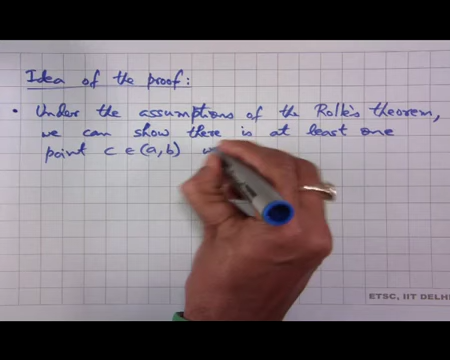 Idea of the proof:
• Under the assumptions of the Rolle's theorem,
we can show there is at least one
point c ∈ (a, b)
ETSC, IIT DELHI